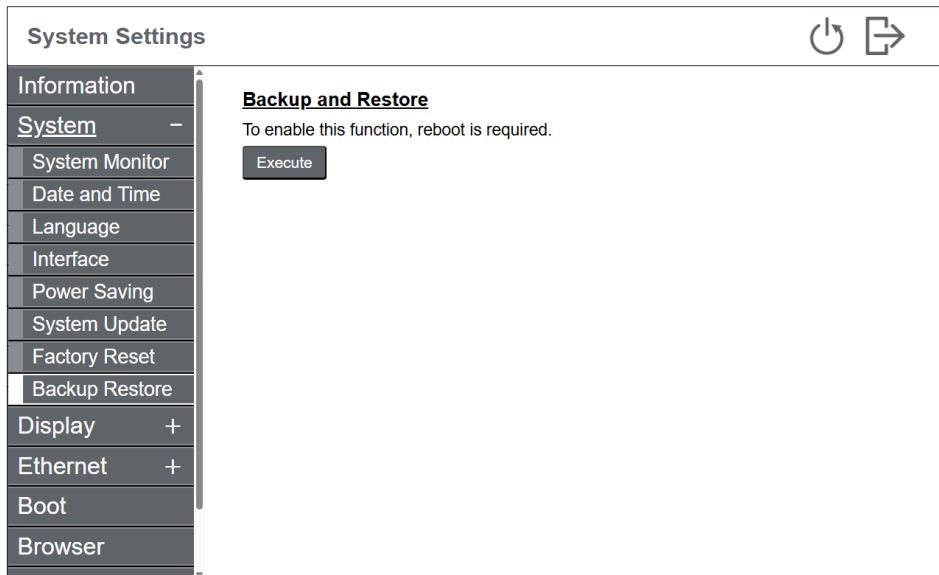 System Settings
Information
System −
System Monitor
Date and Time
Language
Interface
Power Saving
System Update
Factory Reset
Backup Restore
Display +
Ethernet +
Boot
Browser
Backup and Restore
To enable this function, reboot is required.
Execute